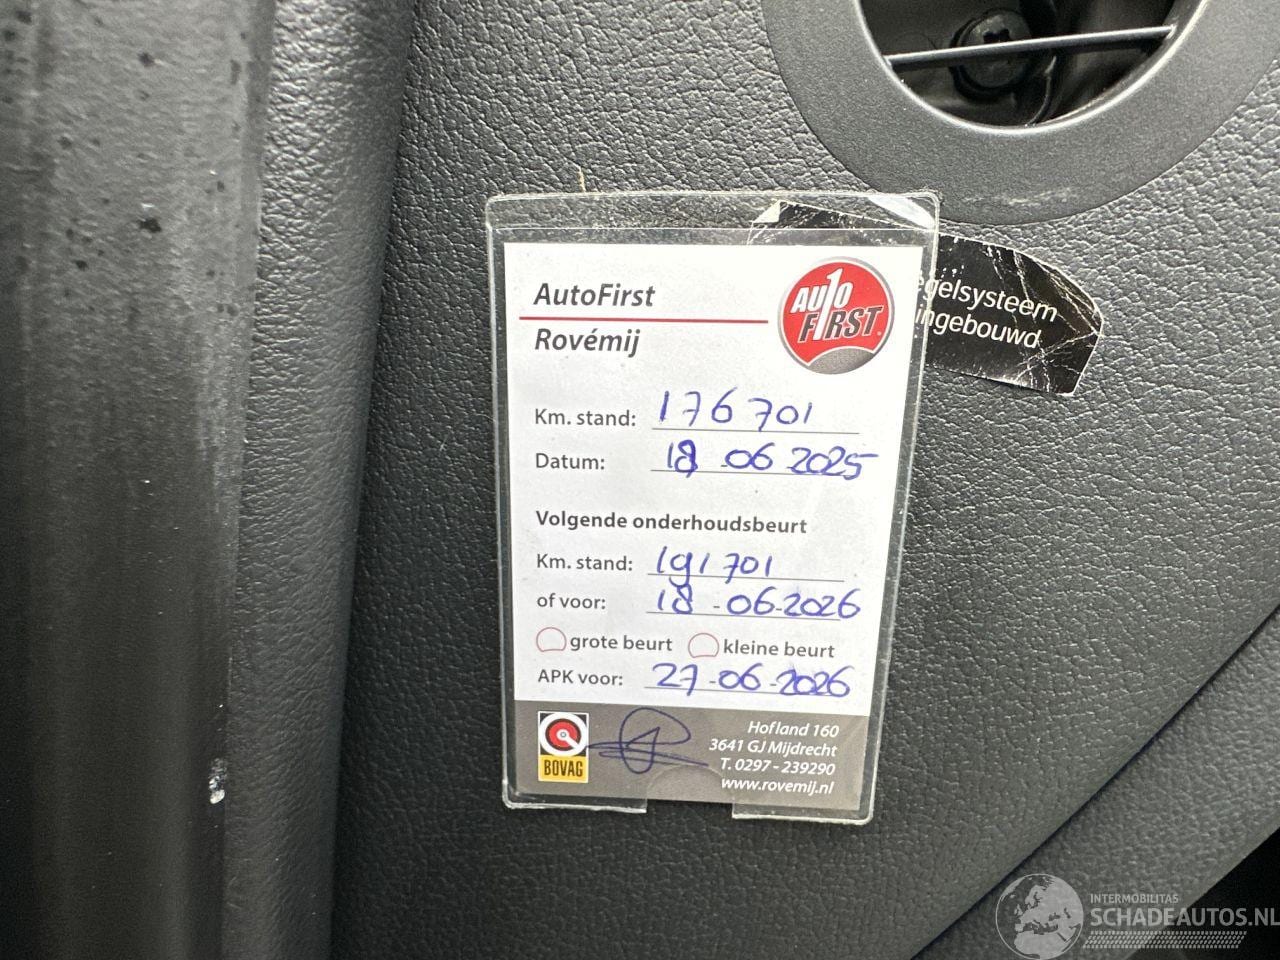 AutoFirst
Rovémij
AUTO
FIRST
egelsysteem
ingebouwd
Km. stand: 176701
Datum: 18-06 2025
Volgende onderhoudsbeurt
Km. stand: 191701
of voor: 18-06-2026
grote beurt kleine beurt
APK voor: 27-06-2026
BOVAG
Hofland 160
3641 GJ Mijdrecht
T. 0297 - 239290
www.rovemij.nl
INTERMOBILITAS
SCHADEAUTOS.NL